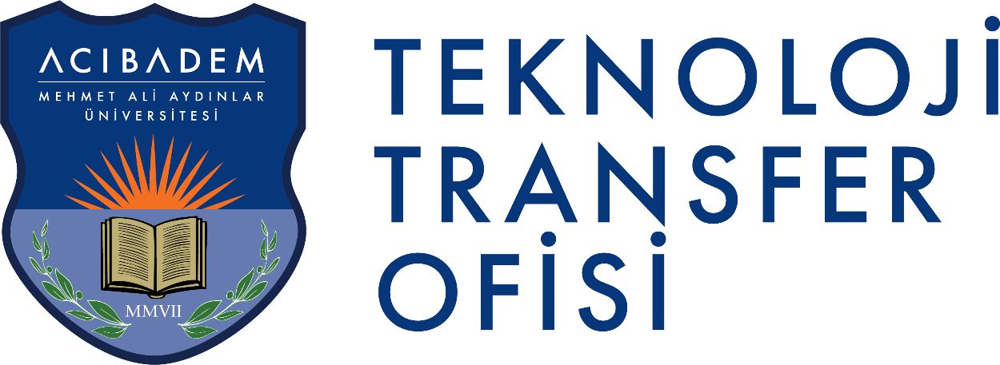 ACIBADEM
MEHMET ALİ AYDINLAR
ÜNİVERSİTESİ
MMVII
TEKNOLOJİ
TRANSFER
OFİSİ